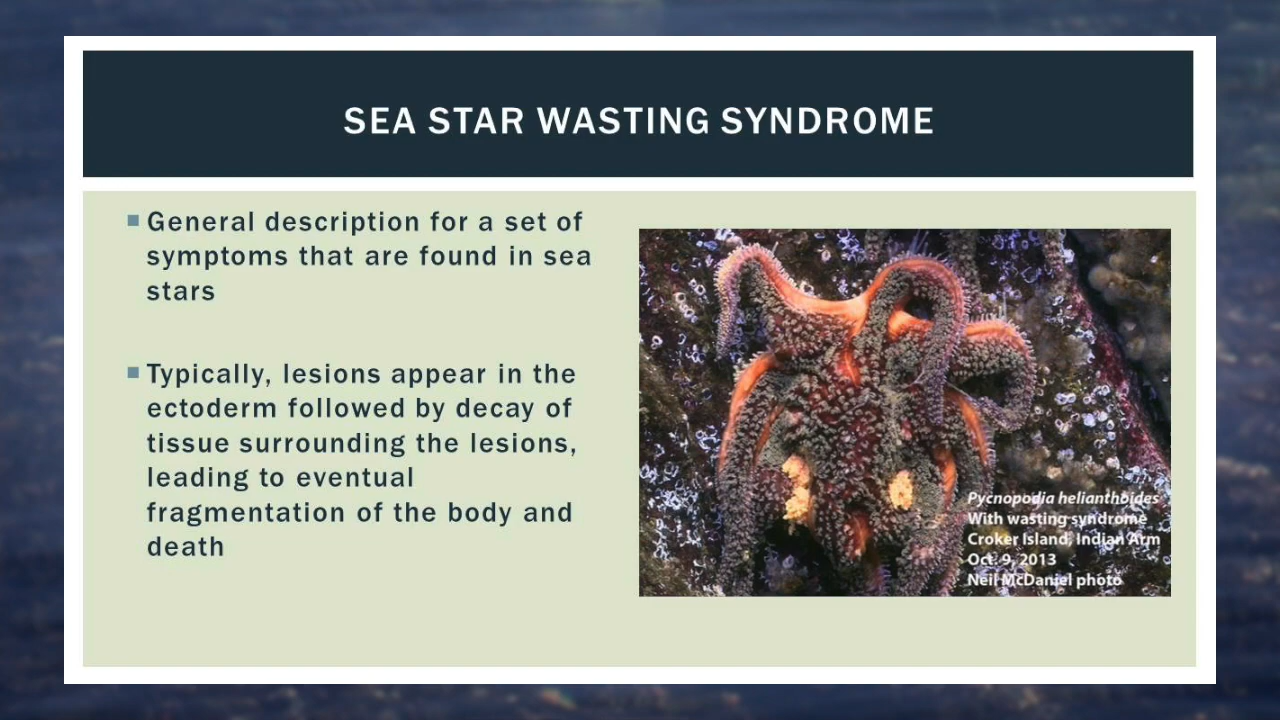 SEA STAR WASTING SYNDROME
General description for a set of
symptoms that are found in sea
stars
Typically, lesions appear in the
ectoderm followed by decay of
tissue surrounding the lesions,
leading to eventual
fragmentation of the body and
death
Pycnopodia helianthoides
With wasting syndrome
Croker Island, Indian Arm
Oct. 9, 2013
Neil McDaniel photo